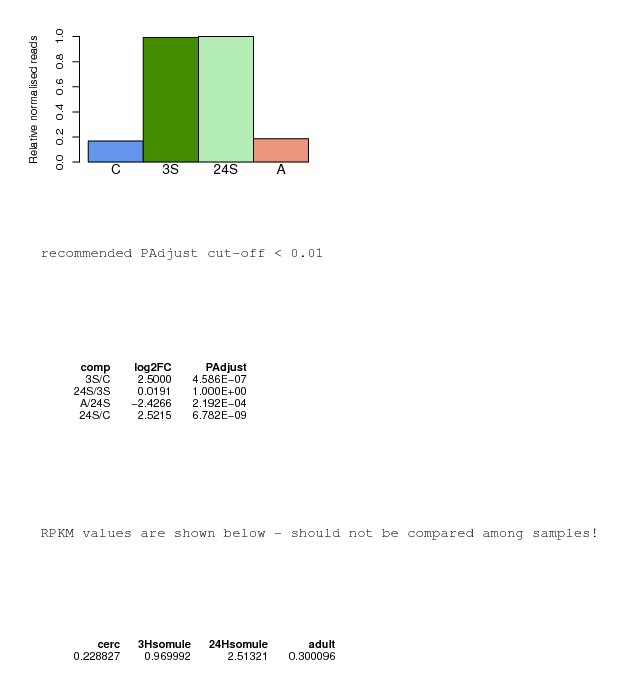 Relative normalised reads
1.0
0.8
0.6
0.4
0.2
0.0
C 3S 24S A
recommended PAdjust cut-off < 0.01
comp log2FC PAdjust
3S/C 2.5000 4.586E−07
24S/3S 0.0191 1.000E+00
A/24S −2.4266 2.192E−04
24S/C 2.5215 6.782E−09
RPKM values are shown below - should not be compared among samples!
cerc 3Hsomule 24Hsomule adult
0.228827 0.969992 2.51321 0.300096